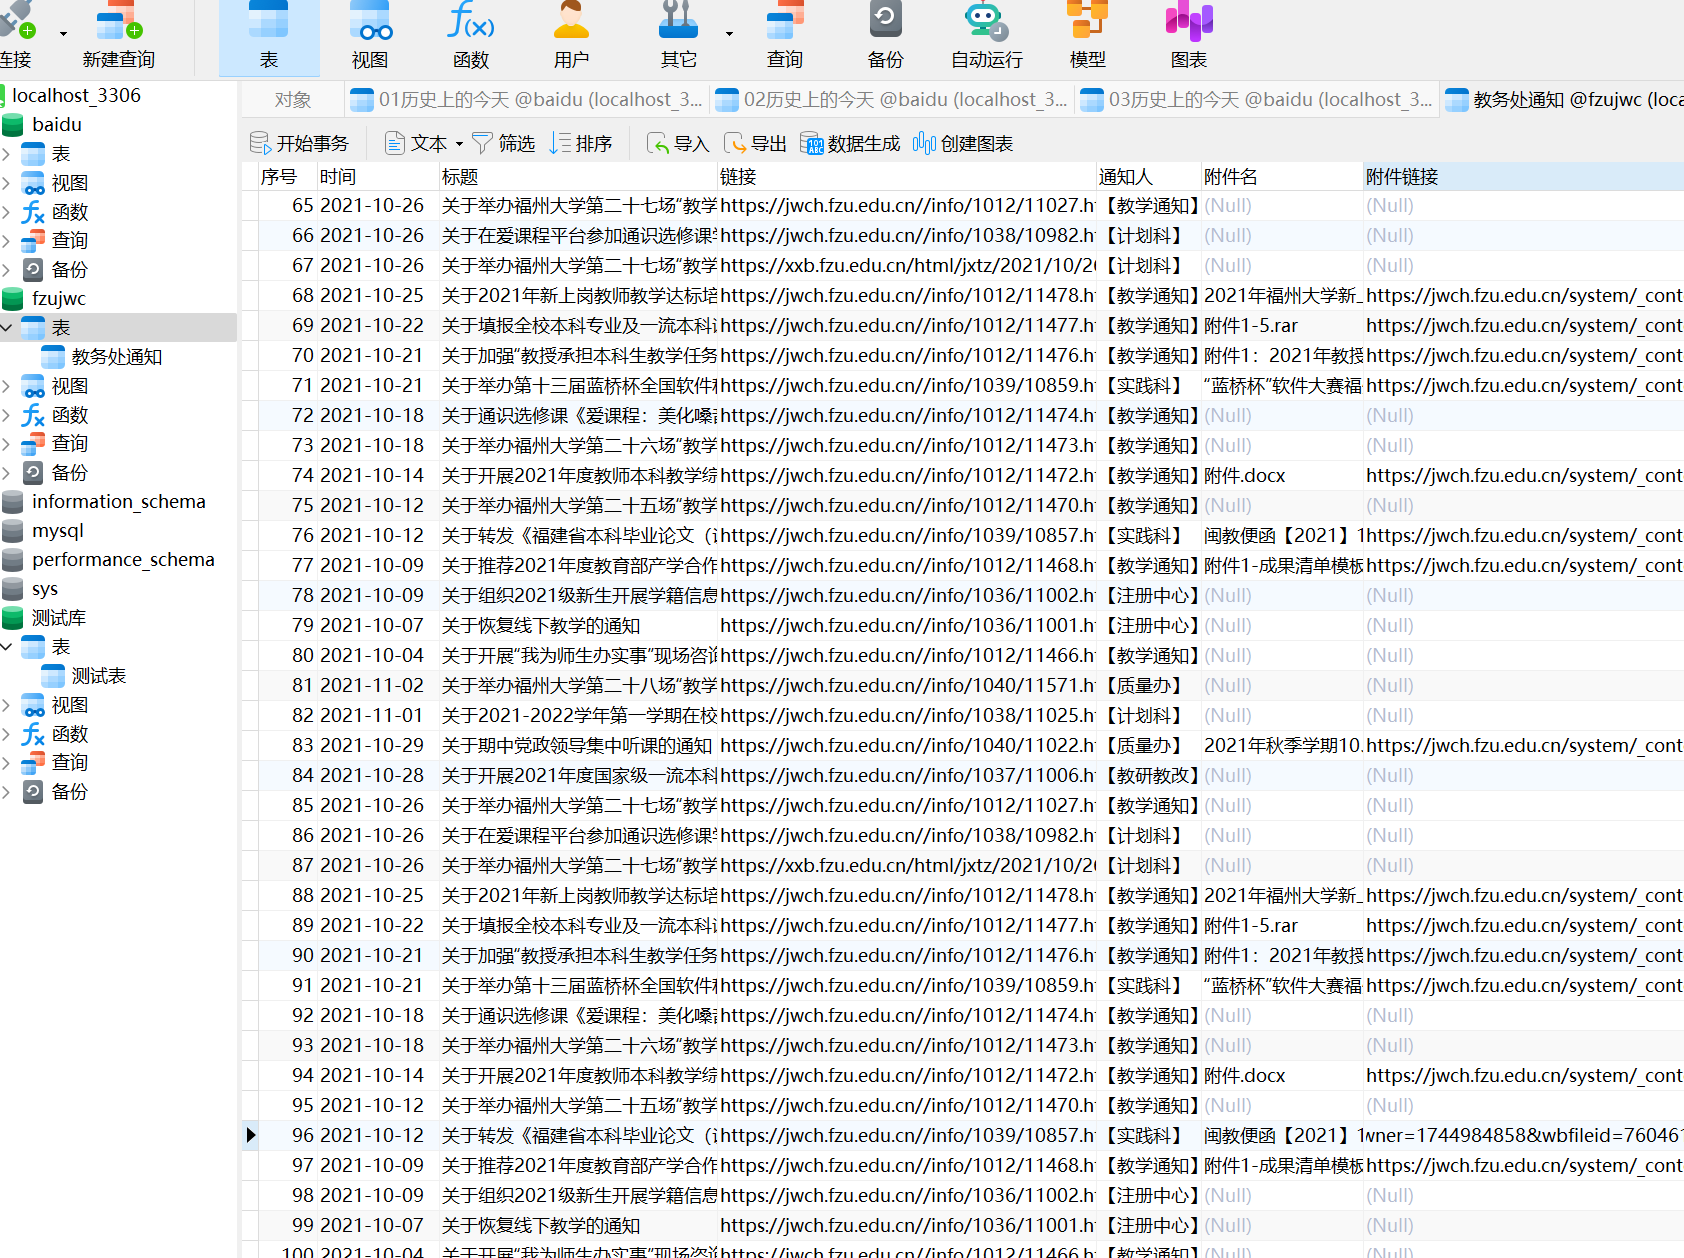 连接
新建查询
表
视图
函数
用户
其它
查询
备份
自动运行
模型
图表
localhost_3306
baidu
表
视图
函数
查询
备份
fzujwc
表
教务处通知
视图
函数
查询
备份
information_schema
mysql
performance_schema
sys
测试库
表
测试表
视图
函数
查询
备份
对象 01历史上的今天 @baidu (localhost_3... 02历史上的今天 @baidu (localhost_3... 03历史上的今天 @baidu (localhost_3... 教务处通知 @fzujwc (loca
开始事务 文本 筛选 排序 导入 导出 数据生成 创建图表
序号 时间 标题 链接 通知人 附件名 附件链接
65 2021-10-26 关于举办福州大学第二十七场“教学 https://jwch.fzu.edu.cn//info/1012/11027.h 【教学通知】 (Null) (Null)
66 2021-10-26 关于在爱课程平台参加通识选修课 https://jwch.fzu.edu.cn//info/1038/10982.h 【计划科】 (Null) (Null)
67 2021-10-26 关于举办福州大学第二十七场“教学 https://xxb.fzu.edu.cn/html/jxtz/2021/10/2 【计划科】 (Null) (Null)
68 2021-10-25 关于2021年新上岗教师教学达标培 https://jwch.fzu.edu.cn//info/1012/11478.h 【教学通知】 2021年福州大学新_ https://jwch.fzu.edu.cn/system/_cont
69 2021-10-22 关于填报全校本科专业及一流本科 https://jwch.fzu.edu.cn//info/1012/11477.h 【教学通知】 附件1-5.rar https://jwch.fzu.edu.cn/system/_cont
70 2021-10-21 关于加强“教授承担本科生教学任务 https://jwch.fzu.edu.cn//info/1012/11476.h 【教学通知】 附件1：2021年教授 https://jwch.fzu.edu.cn/system/_cont
71 2021-10-21 关于举办第十三届蓝桥杯全国软件 https://jwch.fzu.edu.cn//info/1039/10859.h 【实践科】 “蓝桥杯”软件大赛福 https://jwch.fzu.edu.cn/system/_cont
72 2021-10-18 关于通识选修课《爱课程：美化嗓 https://jwch.fzu.edu.cn//info/1012/11474.h 【教学通知】 (Null) (Null)
73 2021-10-18 关于举办福州大学第二十六场“教学 https://jwch.fzu.edu.cn//info/1012/11473.h 【教学通知】 (Null) (Null)
74 2021-10-14 关于开展2021年度教师本科教学综 https://jwch.fzu.edu.cn//info/1012/11472.h 【教学通知】 附件.docx https://jwch.fzu.edu.cn/system/_cont
75 2021-10-12 关于举办福州大学第二十五场“教学 https://jwch.fzu.edu.cn//info/1012/11470.h 【教学通知】 (Null) (Null)
76 2021-10-12 关于转发《福建省本科毕业论文（ https://jwch.fzu.edu.cn//info/1039/10857.h 【实践科】 闽教便函【2021】1 https://jwch.fzu.edu.cn/system/_cont
77 2021-10-09 关于推荐2021年度教育部产学合作 https://jwch.fzu.edu.cn//info/1012/11468.h 【教学通知】 附件1-成果清单模板 https://jwch.fzu.edu.cn/system/_cont
78 2021-10-09 关于组织2021级新生开展学籍信息 https://jwch.fzu.edu.cn//info/1036/11002.h 【注册中心】 (Null) (Null)
79 2021-10-07 关于恢复线下教学的通知 https://jwch.fzu.edu.cn//info/1036/11001.h 【注册中心】 (Null) (Null)
80 2021-10-04 关于开展“我为师生办实事”现场咨询 https://jwch.fzu.edu.cn//info/1012/11466.h 【教学通知】 (Null) (Null)
81 2021-11-02 关于举办福州大学第二十八场“教学 https://jwch.fzu.edu.cn//info/1040/11571.h 【质量办】 (Null) (Null)
82 2021-11-01 关于2021-2022学年第一学期在校 https://jwch.fzu.edu.cn//info/1038/11025.h 【计划科】 (Null) (Null)
83 2021-10-29 关于期中党政领导集中听课的通知 https://jwch.fzu.edu.cn//info/1040/11022.h 【质量办】 2021年秋季学期10. https://jwch.fzu.edu.cn/system/_cont
84 2021-10-28 关于开展2021年度国家级一流本科 https://jwch.fzu.edu.cn//info/1037/11006.h 【教研教改】 (Null) (Null)
85 2021-10-26 关于举办福州大学第二十七场“教学 https://jwch.fzu.edu.cn//info/1012/11027.h 【教学通知】 (Null) (Null)
86 2021-10-26 关于在爱课程平台参加通识选修课 https://jwch.fzu.edu.cn//info/1038/10982.h 【计划科】 (Null) (Null)
87 2021-10-26 关于举办福州大学第二十七场“教学 https://xxb.fzu.edu.cn/html/jxtz/2021/10/2 【计划科】 (Null) (Null)
88 2021-10-25 关于2021年新上岗教师教学达标培 https://jwch.fzu.edu.cn//info/1012/11478.h 【教学通知】 2021年福州大学新_ https://jwch.fzu.edu.cn/system/_cont
89 2021-10-22 关于填报全校本科专业及一流本科 https://jwch.fzu.edu.cn//info/1012/11477.h 【教学通知】 附件1-5.rar https://jwch.fzu.edu.cn/system/_cont
90 2021-10-21 关于加强“教授承担本科生教学任务 https://jwch.fzu.edu.cn//info/1012/11476.h 【教学通知】 附件1：2021年教授 https://jwch.fzu.edu.cn/system/_cont
91 2021-10-21 关于举办第十三届蓝桥杯全国软件 https://jwch.fzu.edu.cn//info/1039/10859.h 【实践科】 “蓝桥杯”软件大赛福 https://jwch.fzu.edu.cn/system/_cont
92 2021-10-18 关于通识选修课《爱课程：美化嗓 https://jwch.fzu.edu.cn//info/1012/11474.h 【教学通知】 (Null) (Null)
93 2021-10-18 关于举办福州大学第二十六场“教学 https://jwch.fzu.edu.cn//info/1012/11473.h 【教学通知】 (Null) (Null)
94 2021-10-14 关于开展2021年度教师本科教学综 https://jwch.fzu.edu.cn//info/1012/11472.h 【教学通知】 附件.docx https://jwch.fzu.edu.cn/system/_cont
95 2021-10-12 关于举办福州大学第二十五场“教学 https://jwch.fzu.edu.cn//info/1012/11470.h 【教学通知】 (Null) (Null)
96 2021-10-12 关于转发《福建省本科毕业论文（ https://jwch.fzu.edu.cn//info/1039/10857.h 【实践科】 闽教便函【2021】1 wner=1744984858&wbfileid=760461
97 2021-10-09 关于推荐2021年度教育部产学合作 https://jwch.fzu.edu.cn//info/1012/11468.h 【教学通知】 附件1-成果清单模板 https://jwch.fzu.edu.cn/system/_cont
98 2021-10-09 关于组织2021级新生开展学籍信息 https://jwch.fzu.edu.cn//info/1036/11002.h 【注册中心】 (Null) (Null)
99 2021-10-07 关于恢复线下教学的通知 https://jwch.fzu.edu.cn//info/1036/11001.h 【注册中心】 (Null) (Null)
100 2021-10-04 关于开展“我为师生办实事”现场咨询 https://jwch.fzu.edu.cn//info/1012/11466.h 【教学通知】 (Null) (Null)